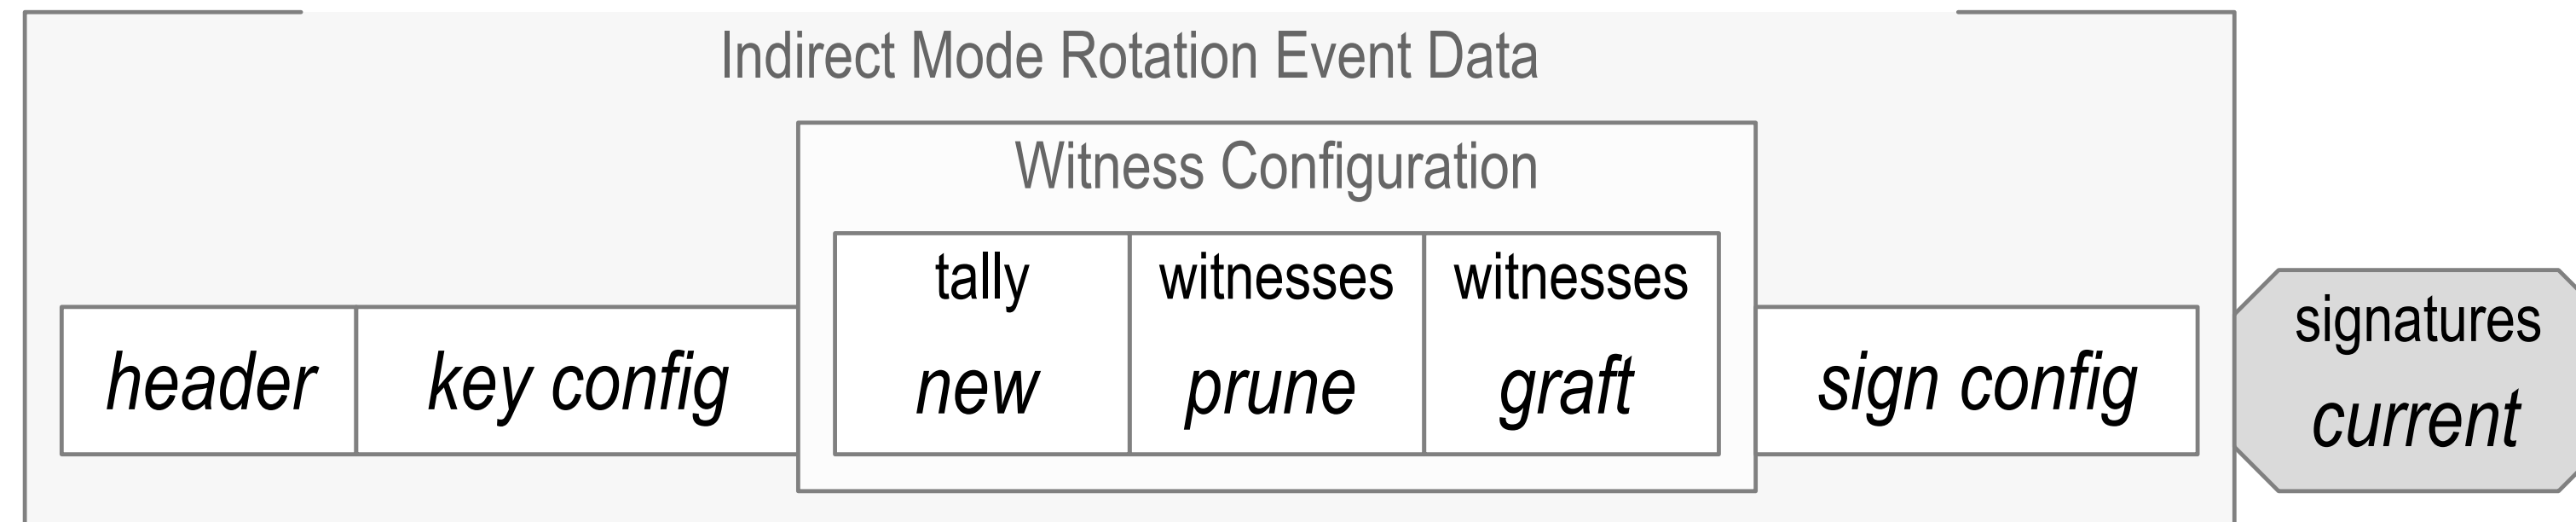 Indirect Mode Rotation Event Data
Witness Configuration
header
key config
tally
new
witnesses
prune
witnesses
graft
sign config
signatures
current